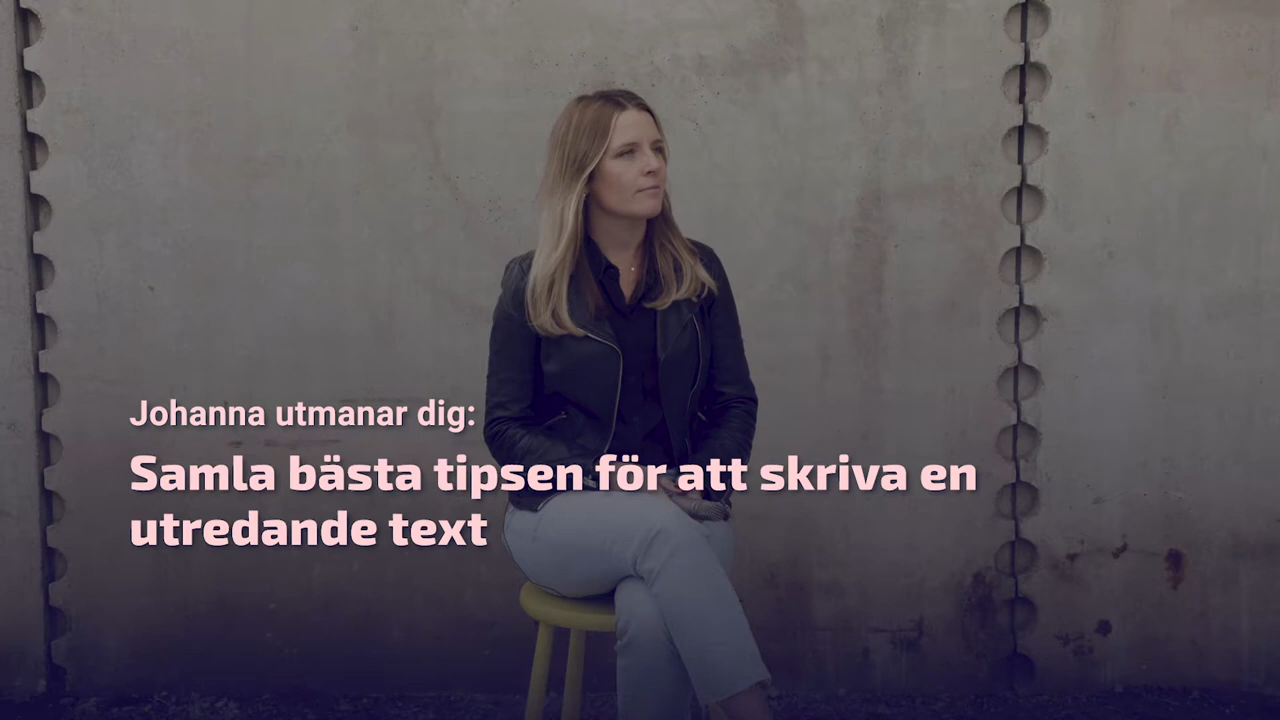 Johanna utmanar dig:
Samla bästa tipsen för att skriva en
utredande text